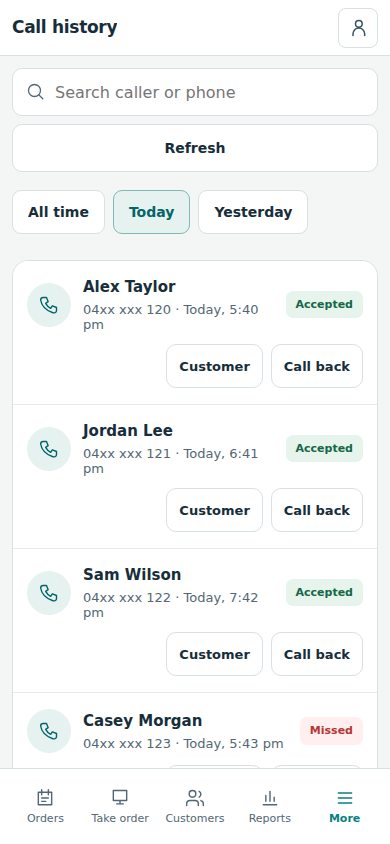 Call history
Search caller or phone
Refresh
All time
Today
Yesterday
Alex Taylor
04xx xxx 120 · Today, 5:40
pm
Accepted
Customer
Call back
Jordan Lee
04xx xxx 121 · Today, 6:41
pm
Accepted
Customer
Call back
Sam Wilson
04xx xxx 122 · Today, 7:42
pm
Accepted
Customer
Call back
Casey Morgan
04xx xxx 123 · Today, 5:43 pm
Missed
Orders
Take order
Customers
Reports
More